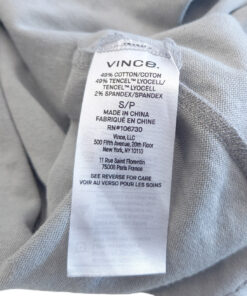 VINCE.
49% COTTON/COTON
49% TENCEL™ LYOCELL/
TENCEL™ LYOCELL
2% SPANDEX/SPANDEX
S/P
MADE IN CHINA
FABRIQUÉ EN CHINE
RN#106730
Vince, LLC
500 Fifth Avenue, 20th Floor
New York, NY 10110
11 Rue Saint Florentin
75008 Paris France
SEE REVERSE FOR CARE
VOIR AU VERSO POUR LES SOINS